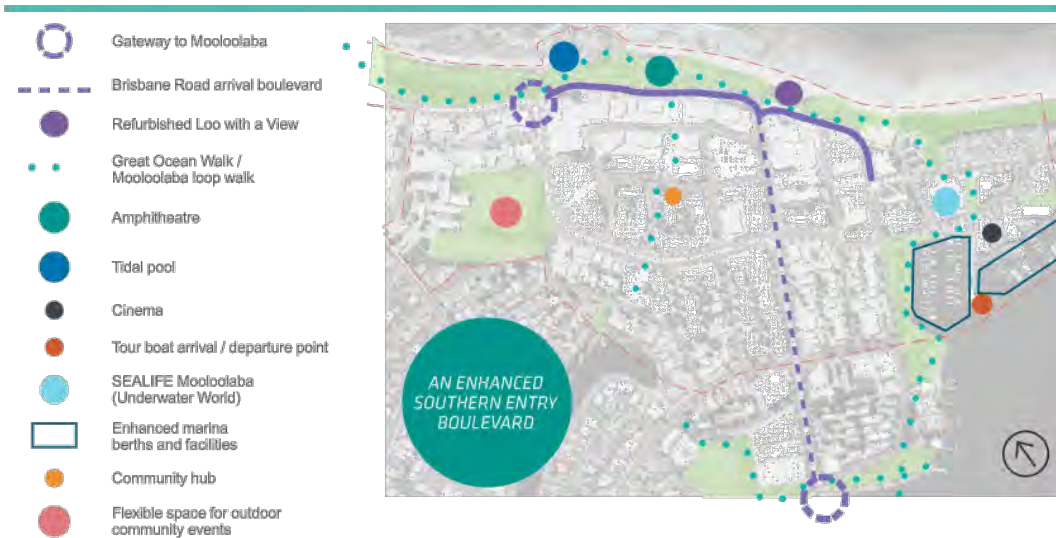 Gateway to Mooloolaba
Brisbane Road arrival boulevard
Refurbished Loo with a View
Great Ocean Walk /
Mooloolaba loop walk
Amphitheatre
Tidal pool
Cinema
Tour boat arrival / departure point
SEALIFE Mooloolaba
(Underwater World)
Enhanced marina
berths and facilities
Community hub
Flexible space for outdoor
community events
AN ENHANCED
SOUTHERN ENTRY
BOULEVARD